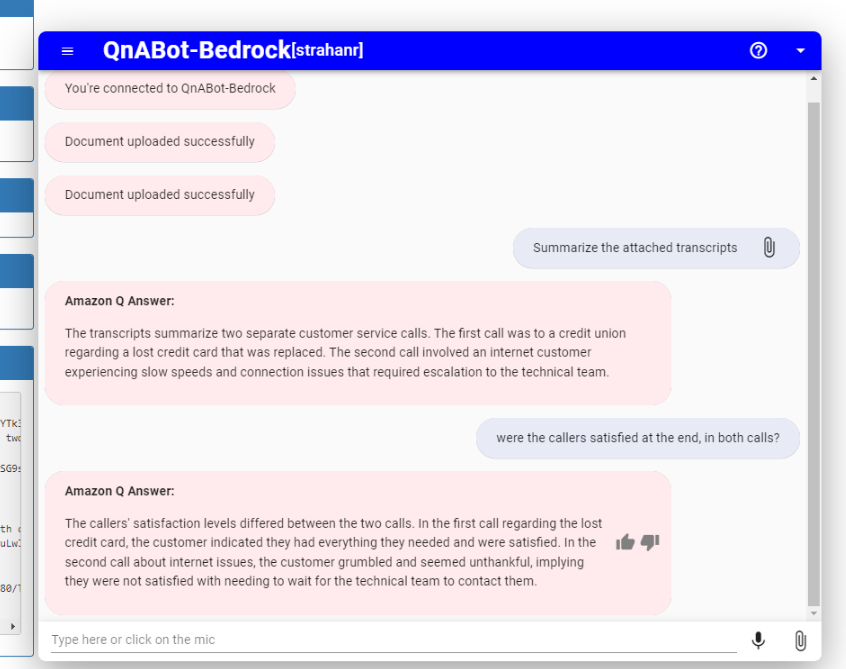 QnABot-Bedrock[strahanr]
You're connected to QnABot-Bedrock
Document uploaded successfully
Document uploaded successfully
Summarize the attached transcripts
Amazon Q Answer:
The transcripts summarize two separate customer service calls. The first call was to a credit union
regarding a lost credit card that was replaced. The second call involved an internet customer
experiencing slow speeds and connection issues that required escalation to the technical team.
were the callers satisfied at the end, in both calls?
Amazon Q Answer:
The callers' satisfaction levels differed between the two calls. In the first call regarding the lost
credit card, the customer indicated they had everything they needed and were satisfied. In the
second call about internet issues, the customer grumbled and seemed unthankful, implying
they were not satisfied with needing to wait for the technical team to contact them.
Type here or click on the mic